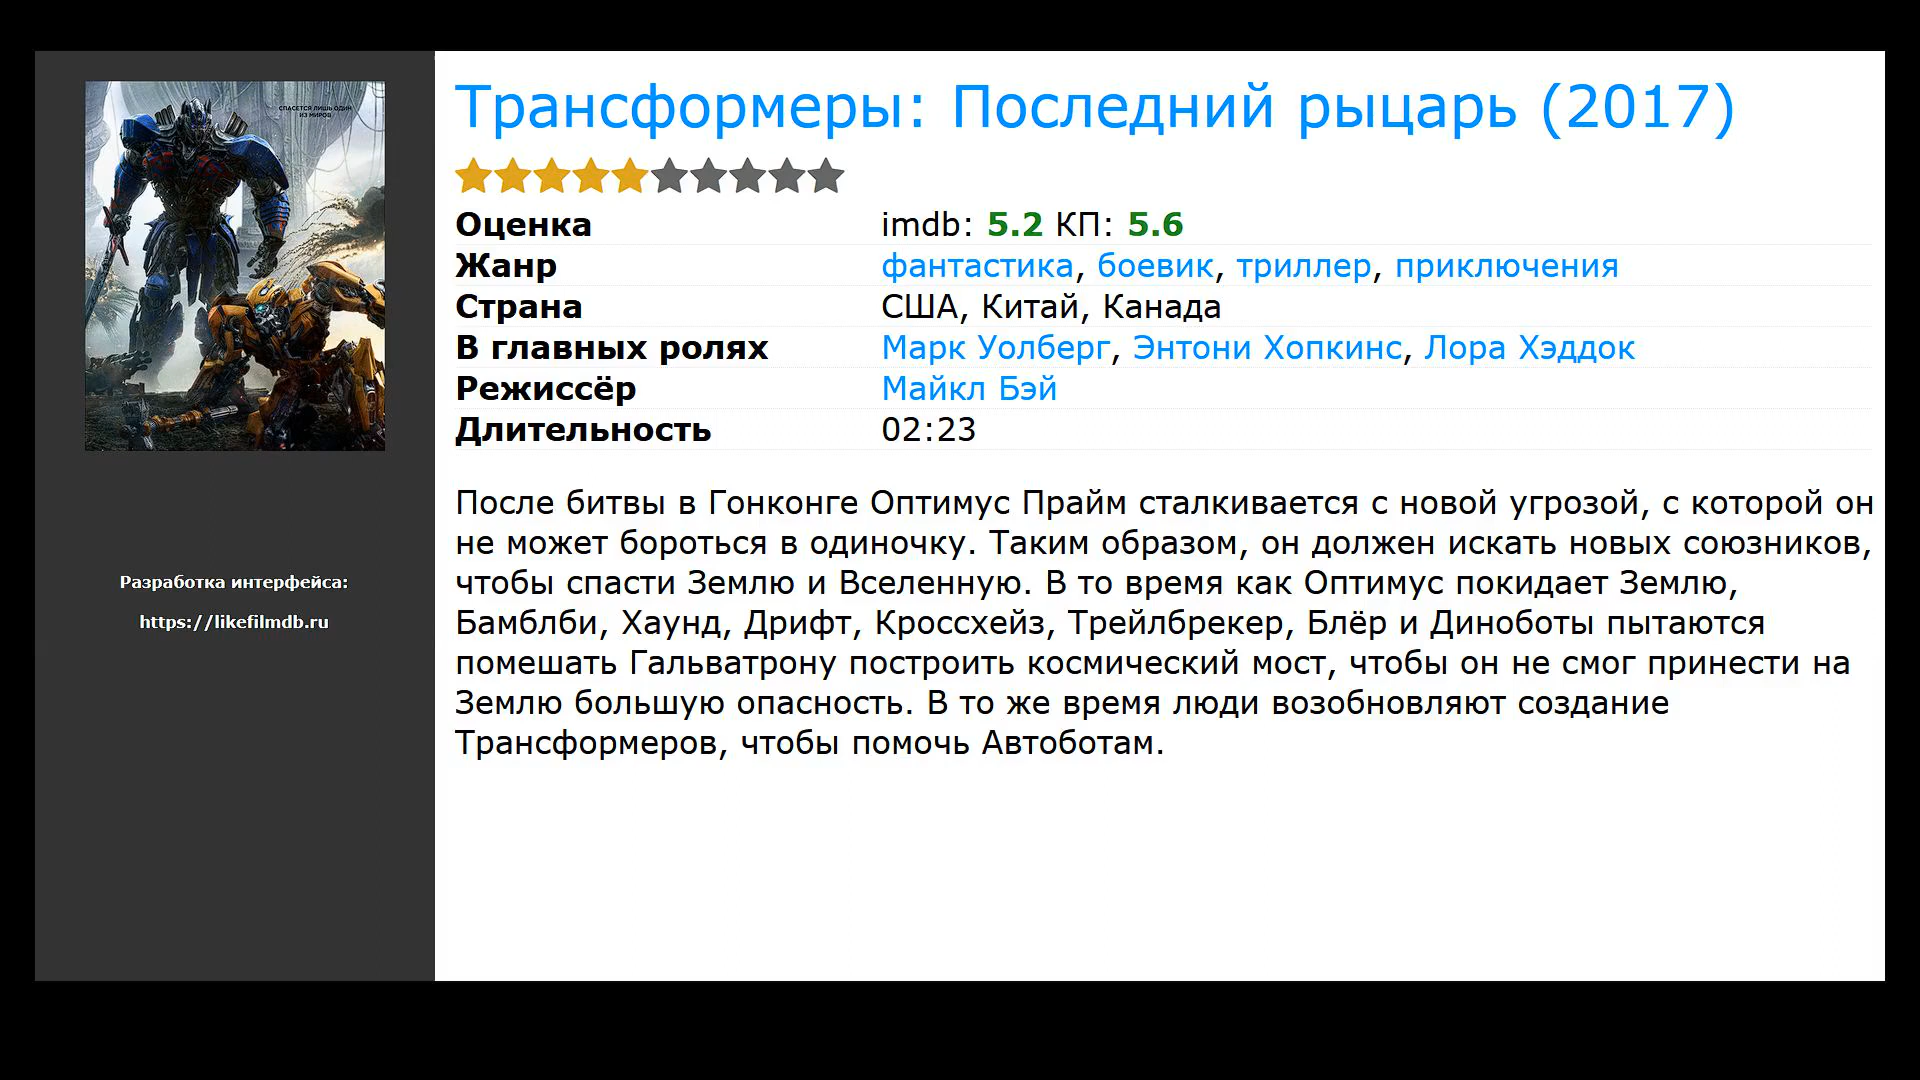 СПАСЕТСЯ ЛИШЬ ОДИН
ИЗ МИРОВ
Разработка интерфейса:
https://likefilmdb.ru
Трансформеры: Последний рыцарь (2017)
Оценка imdb: 5.2 КП: 5.6
Жанр фантастика, боевик, триллер, приключения
Страна США, Китай, Канада
В главных ролях Марк Уолберг, Энтони Хопкинс, Лора Хэддок
Режиссёр Майкл Бэй
Длительность 02:23
После битвы в Гонконге Оптимус Прайм сталкивается с новой угрозой, с которой он
не может бороться в одиночку. Таким образом, он должен искать новых союзников,
чтобы спасти Землю и Вселенную. В то время как Оптимус покидает Землю,
Бамблби, Хаунд, Дрифт, Кроссхейз, Трейлбрекер, Блёр и Диноботы пытаются
помешать Гальватрону построить космический мост, чтобы он не смог принести на
Землю большую опасность. В то же время люди возобновляют создание
Трансформеров, чтобы помочь Автоботам.